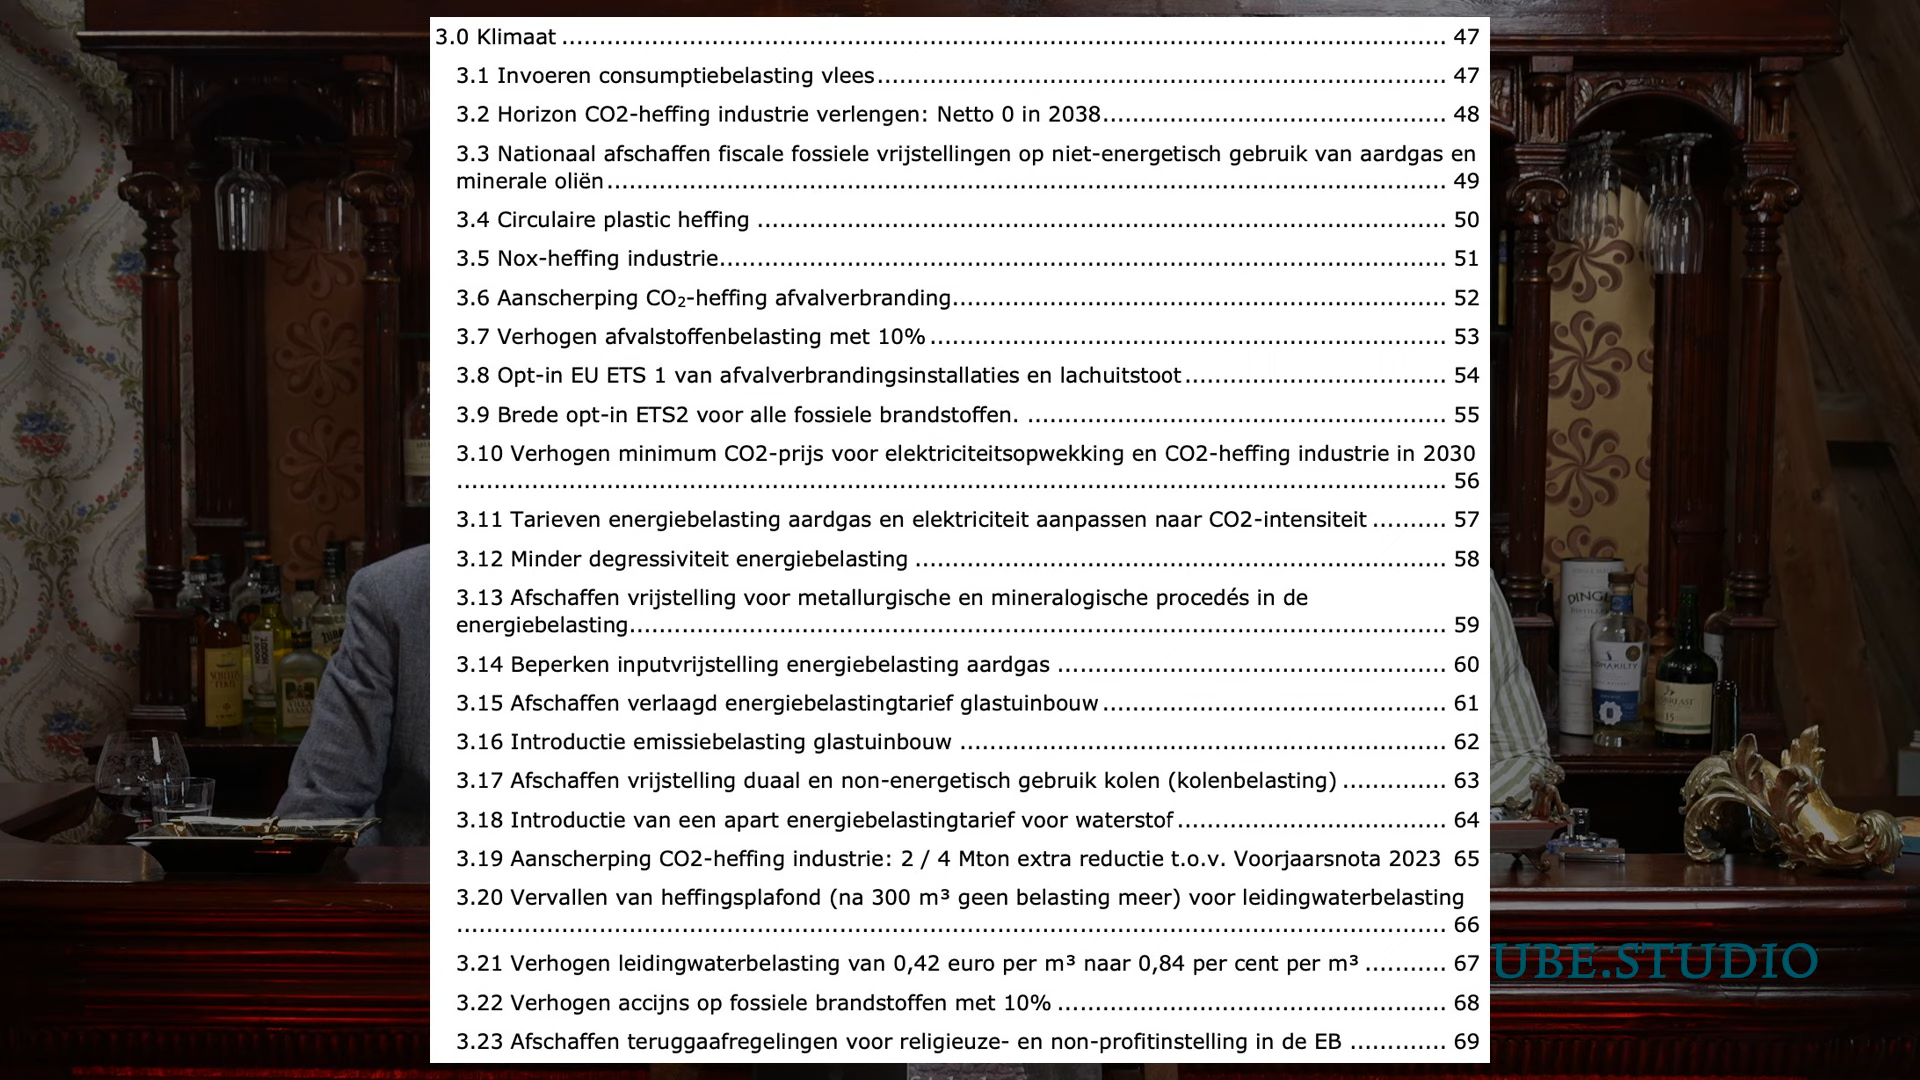 3.0 Klimaat ........................................ 47
3.1 Invoeren consumptiebelasting vlees ........................................ 47
3.2 Horizon CO2-heffing industrie verlengen: Netto 0 in 2038 ........................................ 48
3.3 Nationaal afschaffen fiscale fossiele vrijstellingen op niet-energetisch gebruik van aardgas en
minerale oliën ........................................ 49
3.4 Circulaire plastic heffing ........................................ 50
3.5 Nox-heffing industrie ........................................ 51
3.6 Aanscherping CO₂-heffing afvalverbranding ........................................ 52
3.7 Verhogen afvalstoffenbelasting met 10% ........................................ 53
3.8 Opt-in EU ETS 1 van afvalverbrandingsinstallaties en lachuitstoot ........................................ 54
3.9 Brede opt-in ETS2 voor alle fossiele brandstoffen. ........................................ 55
3.10 Verhogen minimum CO2-prijs voor elektriciteitsopwekking en CO2-heffing industrie in 2030
........................................ 56
3.11 Tarieven energiebelasting aardgas en elektriciteit aanpassen naar CO2-intensiteit .......... 57
3.12 Minder degressiviteit energiebelasting ........................................ 58
3.13 Afschaffen vrijstelling voor metallurgische en mineralogische procedés in de
energiebelasting ........................................ 59
3.14 Beperken inputvrijstelling energiebelasting aardgas ........................................ 60
3.15 Afschaffen verlaagd energiebelastingtarief glastuinbouw ........................................ 61
3.16 Introductie emissiebelasting glastuinbouw ........................................ 62
3.17 Afschaffen vrijstelling duaal en non-energetisch gebruik kolen (kolenbelasting) .............. 63
3.18 Introductie van een apart energiebelastingtarief voor waterstof ........................................ 64
3.19 Aanscherping CO2-heffing industrie: 2 / 4 Mton extra reductie t.o.v. Voorjaarsnota 2023 65
3.20 Vervallen van heffingsplafond (na 300 m³ geen belasting meer) voor leidingwaterbelasting
........................................ 66
3.21 Verhogen leidingwaterbelasting van 0,42 euro per m³ naar 0,84 per cent per m³ ........... 67
3.22 Verhogen accijns op fossiele brandstoffen met 10% ........................................ 68
3.23 Afschaffen teruggaafregelingen voor religieuze- en non-profitinstelling in de EB ............. 69
UBE.STUDIO
DINGL
15